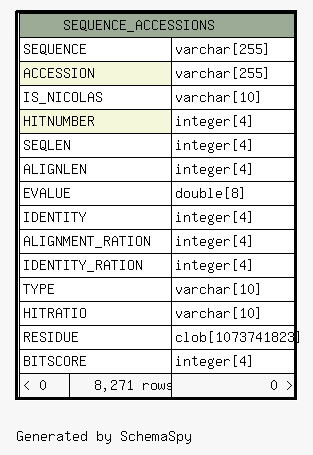 SEQUENCE_ACCESSIONS
SEQUENCE varchar[255]
ACCESSION varchar[255]
IS_NICOLAS varchar[10]
HITNUMBER integer[4]
SEQLEN integer[4]
ALIGNLEN integer[4]
EVALUE double[8]
IDENTITY integer[4]
ALIGNMENT_RATION integer[4]
IDENTITY_RATION integer[4]
TYPE varchar[10]
HITRATIO varchar[10]
RESIDUE clob[1073741823]
BITSCORE integer[4]
< 0 8,271 rows 0 >
Generated by SchemaSpy